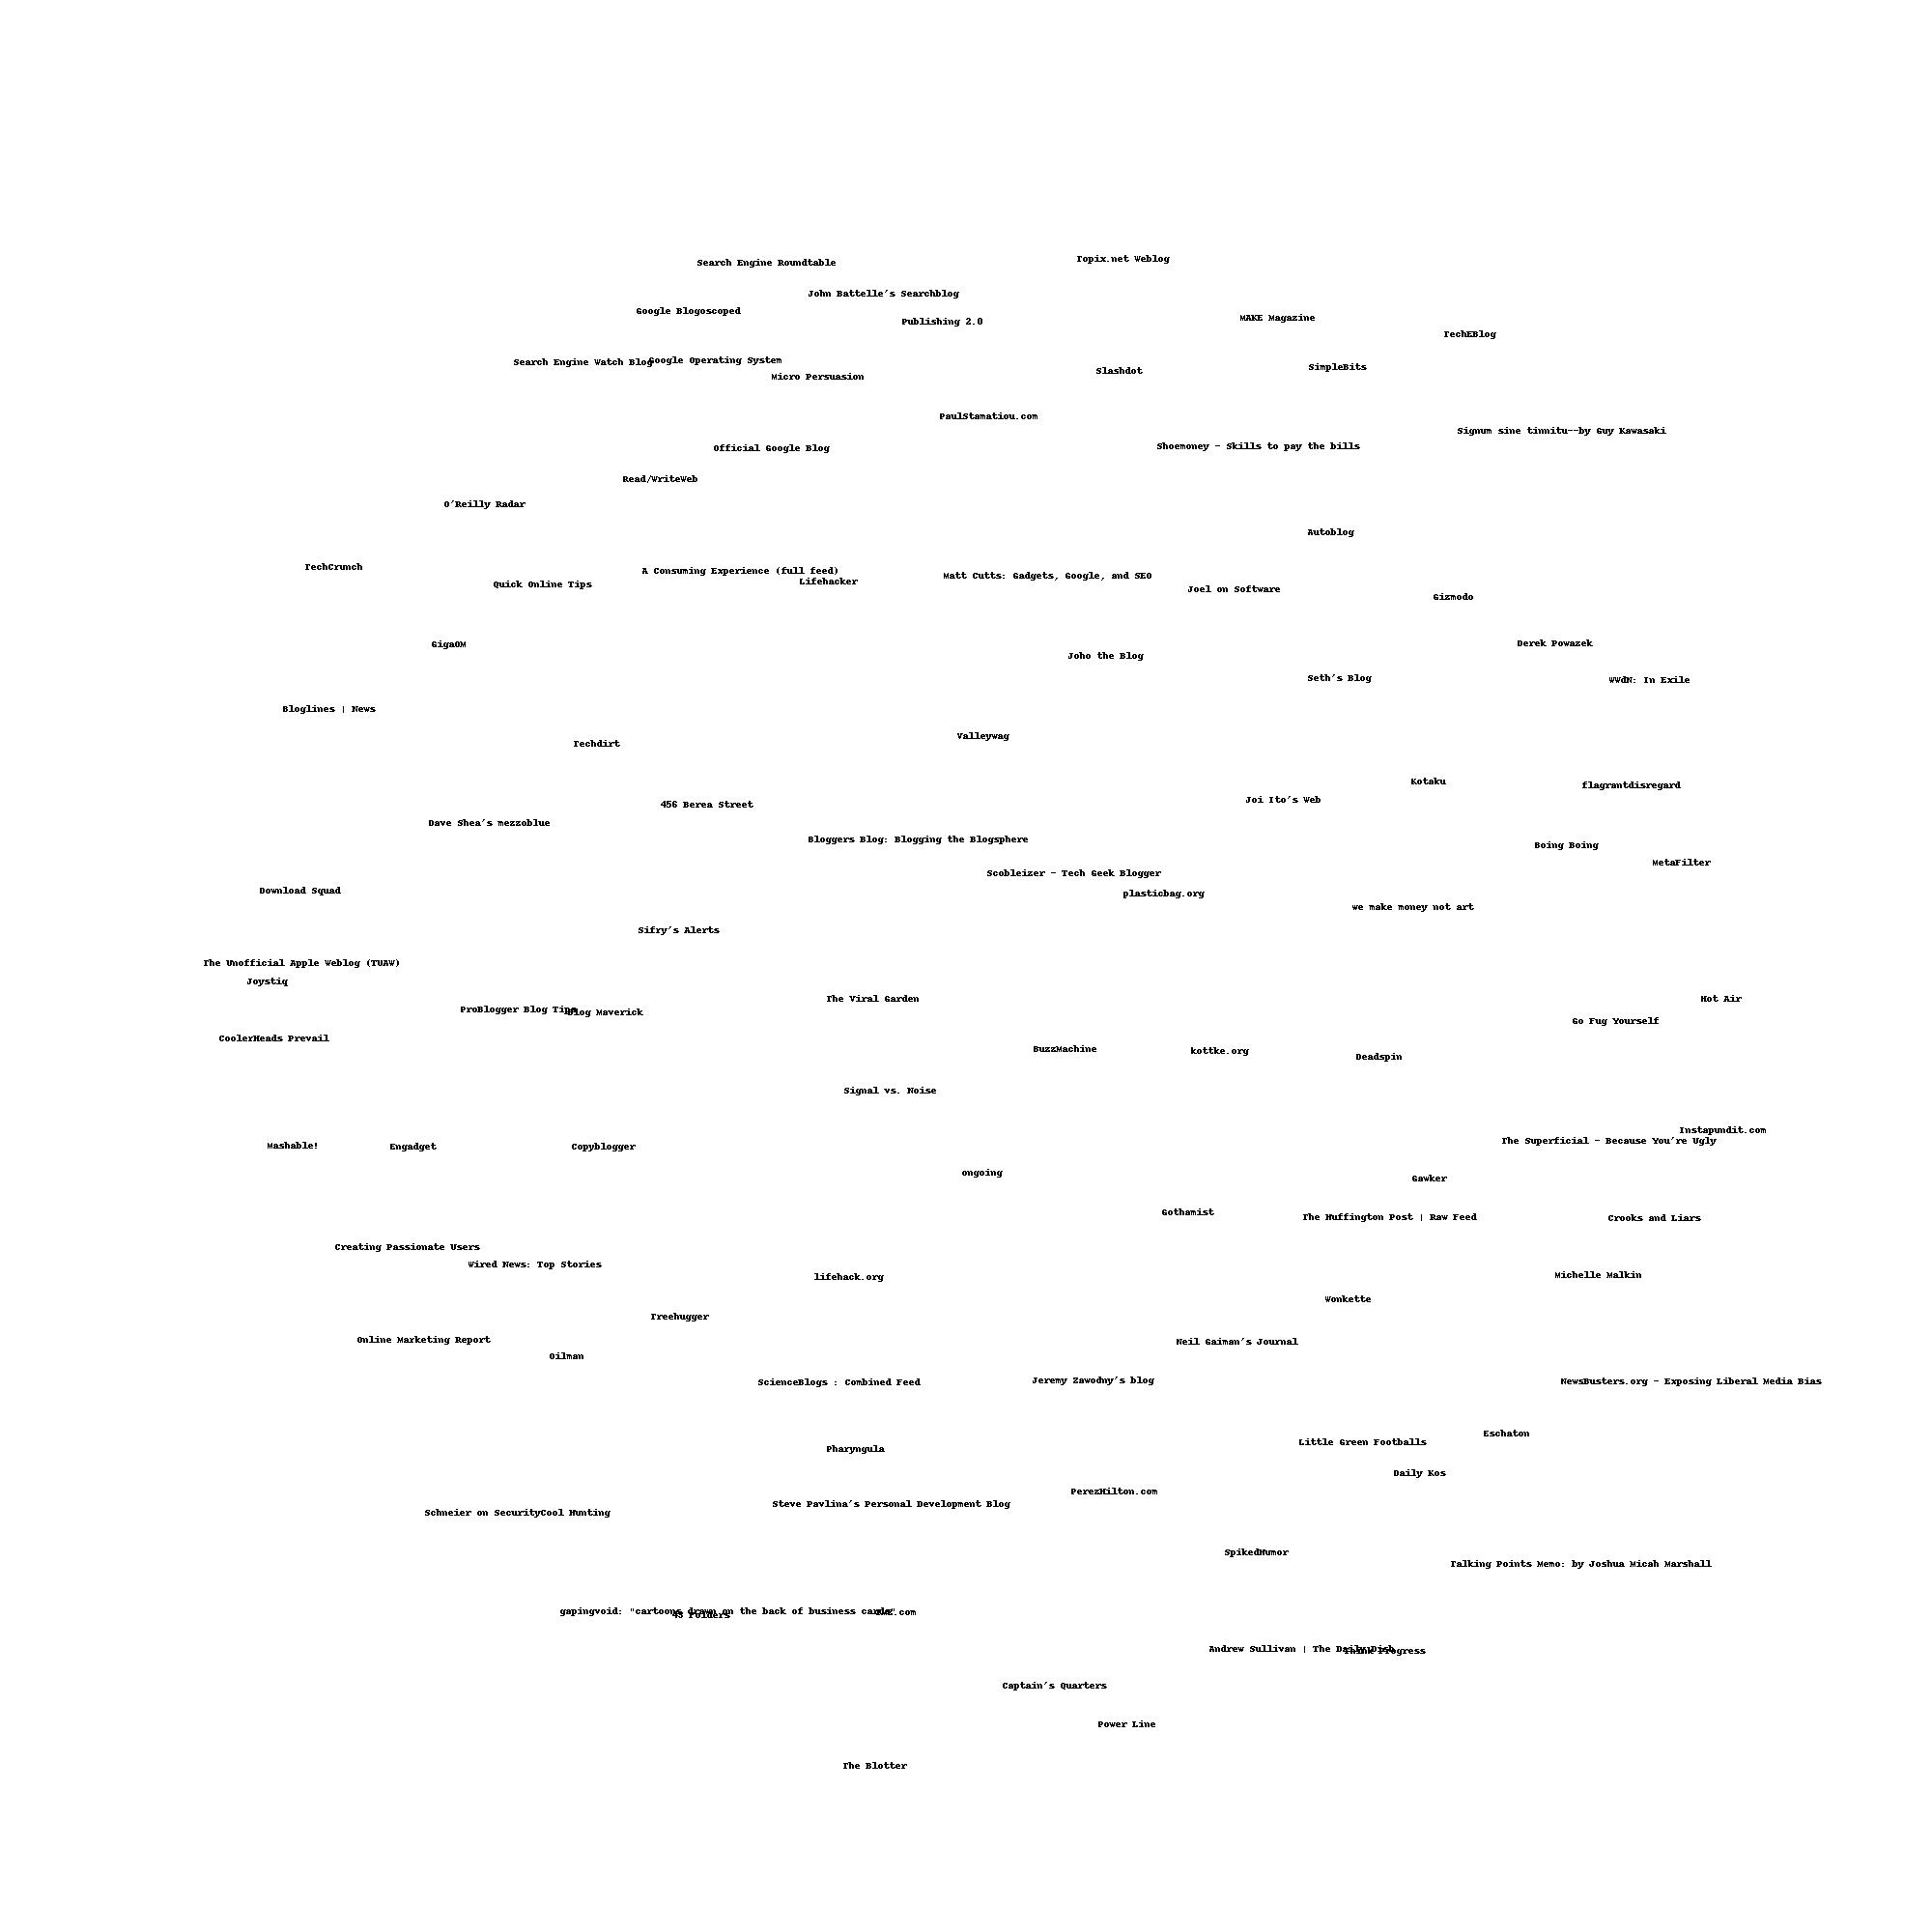 Topix.net Weblog
Search Engine Roundtable
John Battelle's Searchblog
Google Blogoscoped
MAKE Magazine
Publishing 2.0
TechEBlog
Google Operating System
Search Engine Watch Blog
SimpleBits
Slashdot
Micro Persuasion
PaulStamatiou.com
Signum sine tinnitu--by Guy Kawasaki
Shoemoney - Skills to pay the bills
Official Google Blog
Read/WriteWeb
O'Reilly Radar
Autoblog
TechCrunch
A Consuming Experience (full feed)
Matt Cutts: Gadgets, Google, and SEO
Lifehacker
Quick Online Tips
Joel on Software
Gizmodo
Derek Powazek
GigaOM
Joho the Blog
Seth's Blog
WWdN: In Exile
Bloglines | News
Valleywag
Techdirt
Kotaku
flagrantdisregard
Joi Ito's Web
456 Berea Street
Dave Shea's mezzoblue
Bloggers Blog: Blogging the Blogsphere
Boing Boing
MetaFilter
Scobleizer - Tech Geek Blogger
Download Squad
plasticbag.org
we make money not art
Sifry's Alerts
The Unofficial Apple Weblog (TUAW)
Joystiq
The Viral Garden
Hot Air
ProBlogger Blog Tips
Blog Maverick
Go Fug Yourself
CoolerHeads Prevail
BuzzMachine
kottke.org
Deadspin
Signal vs. Noise
Instapundit.com
The Superficial - Because You're Ugly
Mashable!
Engadget
Copyblogger
ongoing
Gawker
Gothamist
The Huffington Post | Raw Feed
Crooks and Liars
Creating Passionate Users
Wired News: Top Stories
Michelle Malkin
lifehack.org
Wonkette
Treehugger
Online Marketing Report
Neil Gaiman's Journal
Oilman
Jeremy Zawodny's blog
NewsBusters.org - Exposing Liberal Media Bias
ScienceBlogs : Combined Feed
Eschaton
Little Green Footballs
Pharyngula
Daily Kos
PerezHilton.com
Steve Pavlina's Personal Development Blog
Schneier on Security
Cool Hunting
SpikedHumor
Talking Points Memo: by Joshua Micah Marshall
gapingvoid: "cartoons drawn on the back of business cards"
43 Folders
Andrew Sullivan | The Daily Dish
Think Progress
Captain's Quarters
Power Line
The Blotter